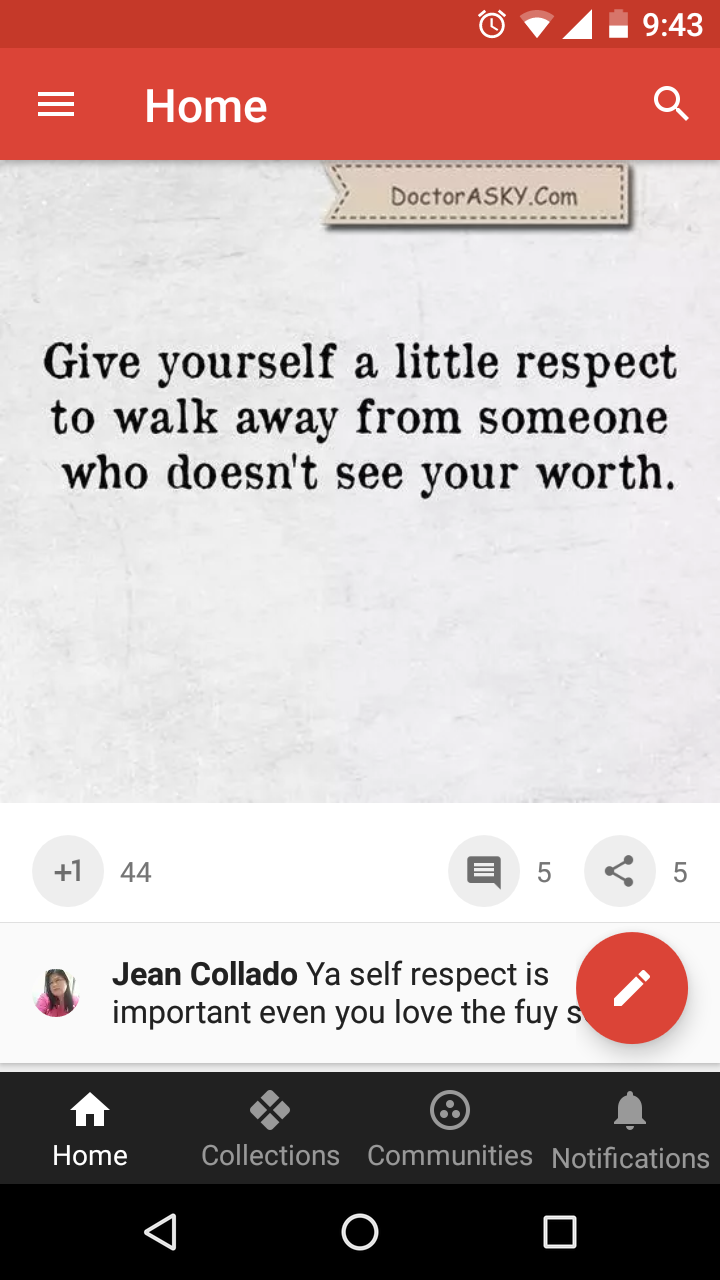 9:43
Home
DoctorASKY.Com
Give yourself a little respect
to walk away from someone
who doesn't see your worth.
+1 44 5 5
Jean Collado Ya self respect is
important even you love the fuy
Home Collections Communities Notifications